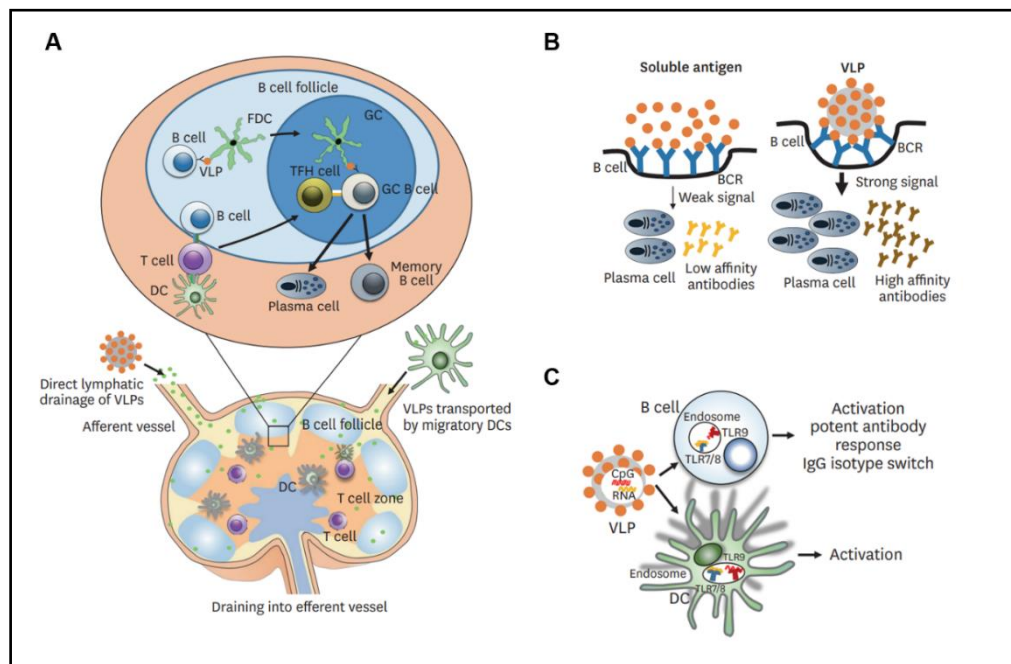 A
B cell follicle
FDC
GC
B cell
VLP
TFH cell
GC B cell
B cell
T cell
DC
Plasma cell
Memory
B cell
Direct lymphatic
drainage of VLPs
Afferent vessel
VLPs transported
by migratory DCs
B cell follicle
DC
T cell zone
T cell
Draining into efferent vessel
B
Soluble antigen
VLP
B cell
BCR
B cell
BCR
Weak signal
Strong signal
Plasma cell
Low affinity
antibodies
Plasma cell
High affinity
antibodies
C
B cell
Endosome
TLR9
TLR7/8
Activation
potent antibody
response
IgG isotype switch
CpG
RNA
VLP
TLR9
Endosome
TLR7/8
DC
Activation